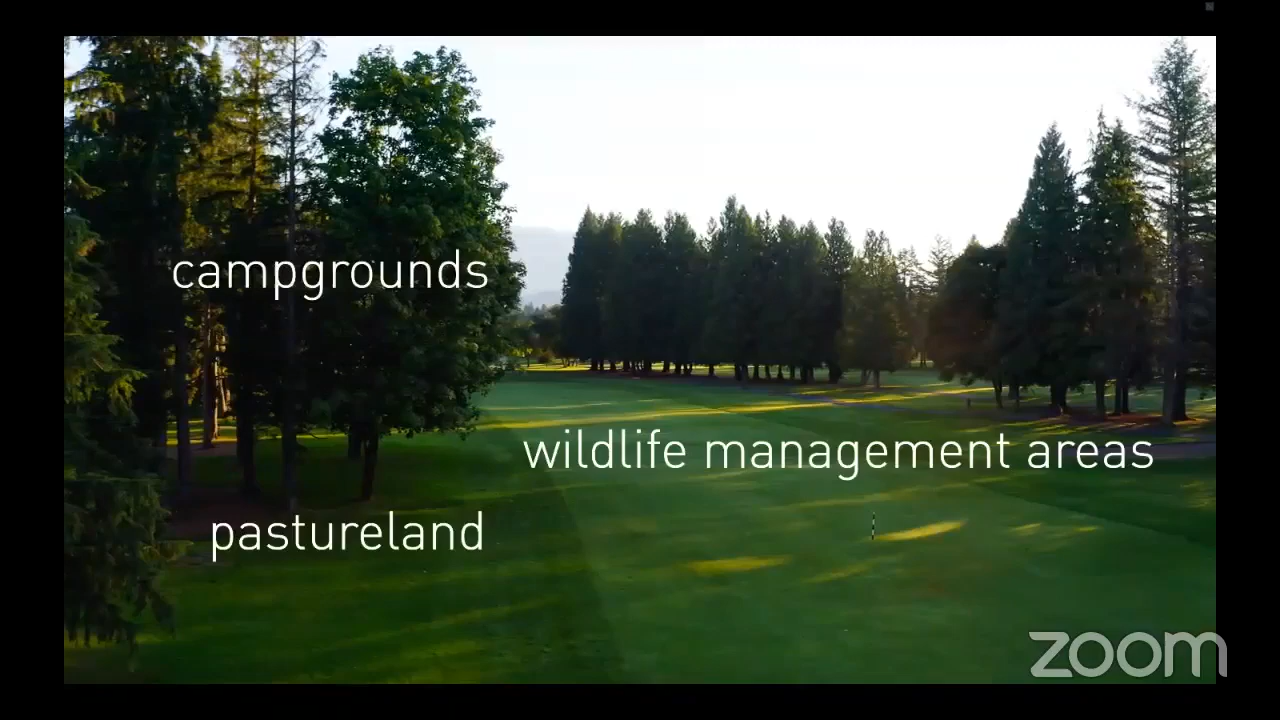 campgrounds
wildlife management areas
pastureland
zoom